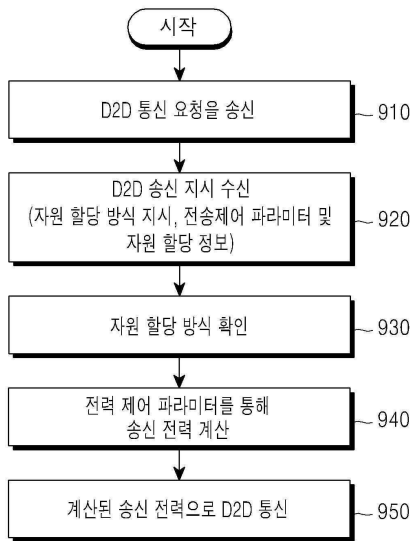 시작
D2D 통신 요청을 송신
910
D2D 송신 지시 수신
(자원 할당 방식 지시, 전송제어 파라미터 및
자원 할당 정보)
920
자원 할당 방식 확인
930
전력 제어 파라미터를 통해
송신 전력 계산
940
계산된 송신 전력으로 D2D 통신
950